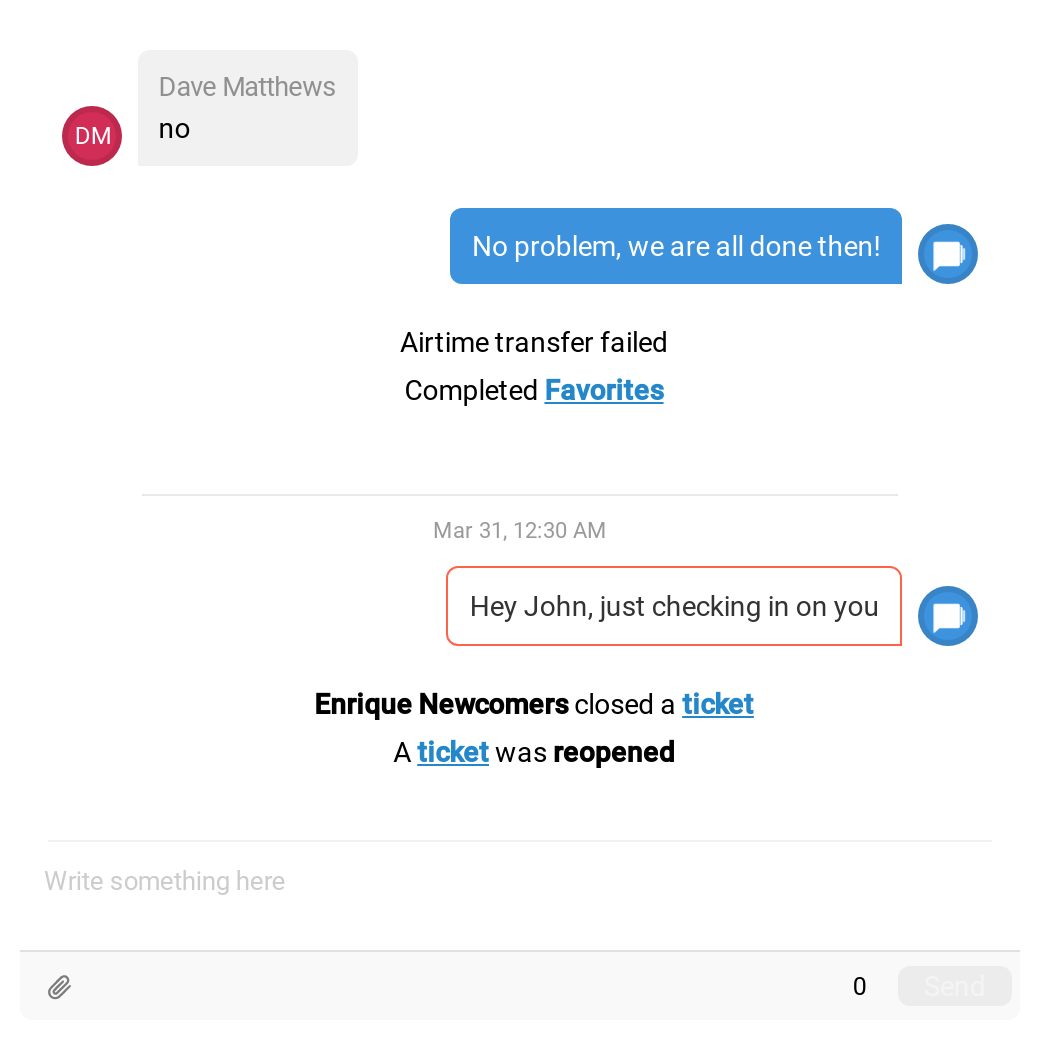 Dave Matthews
DM
no
No problem, we are all done then!
Airtime transfer failed
Completed Favorites
Mar 31, 12:30 AM
Hey John, just checking in on you
Enrique Newcomers closed a ticket
A ticket was reopened
Write something here
0
Send